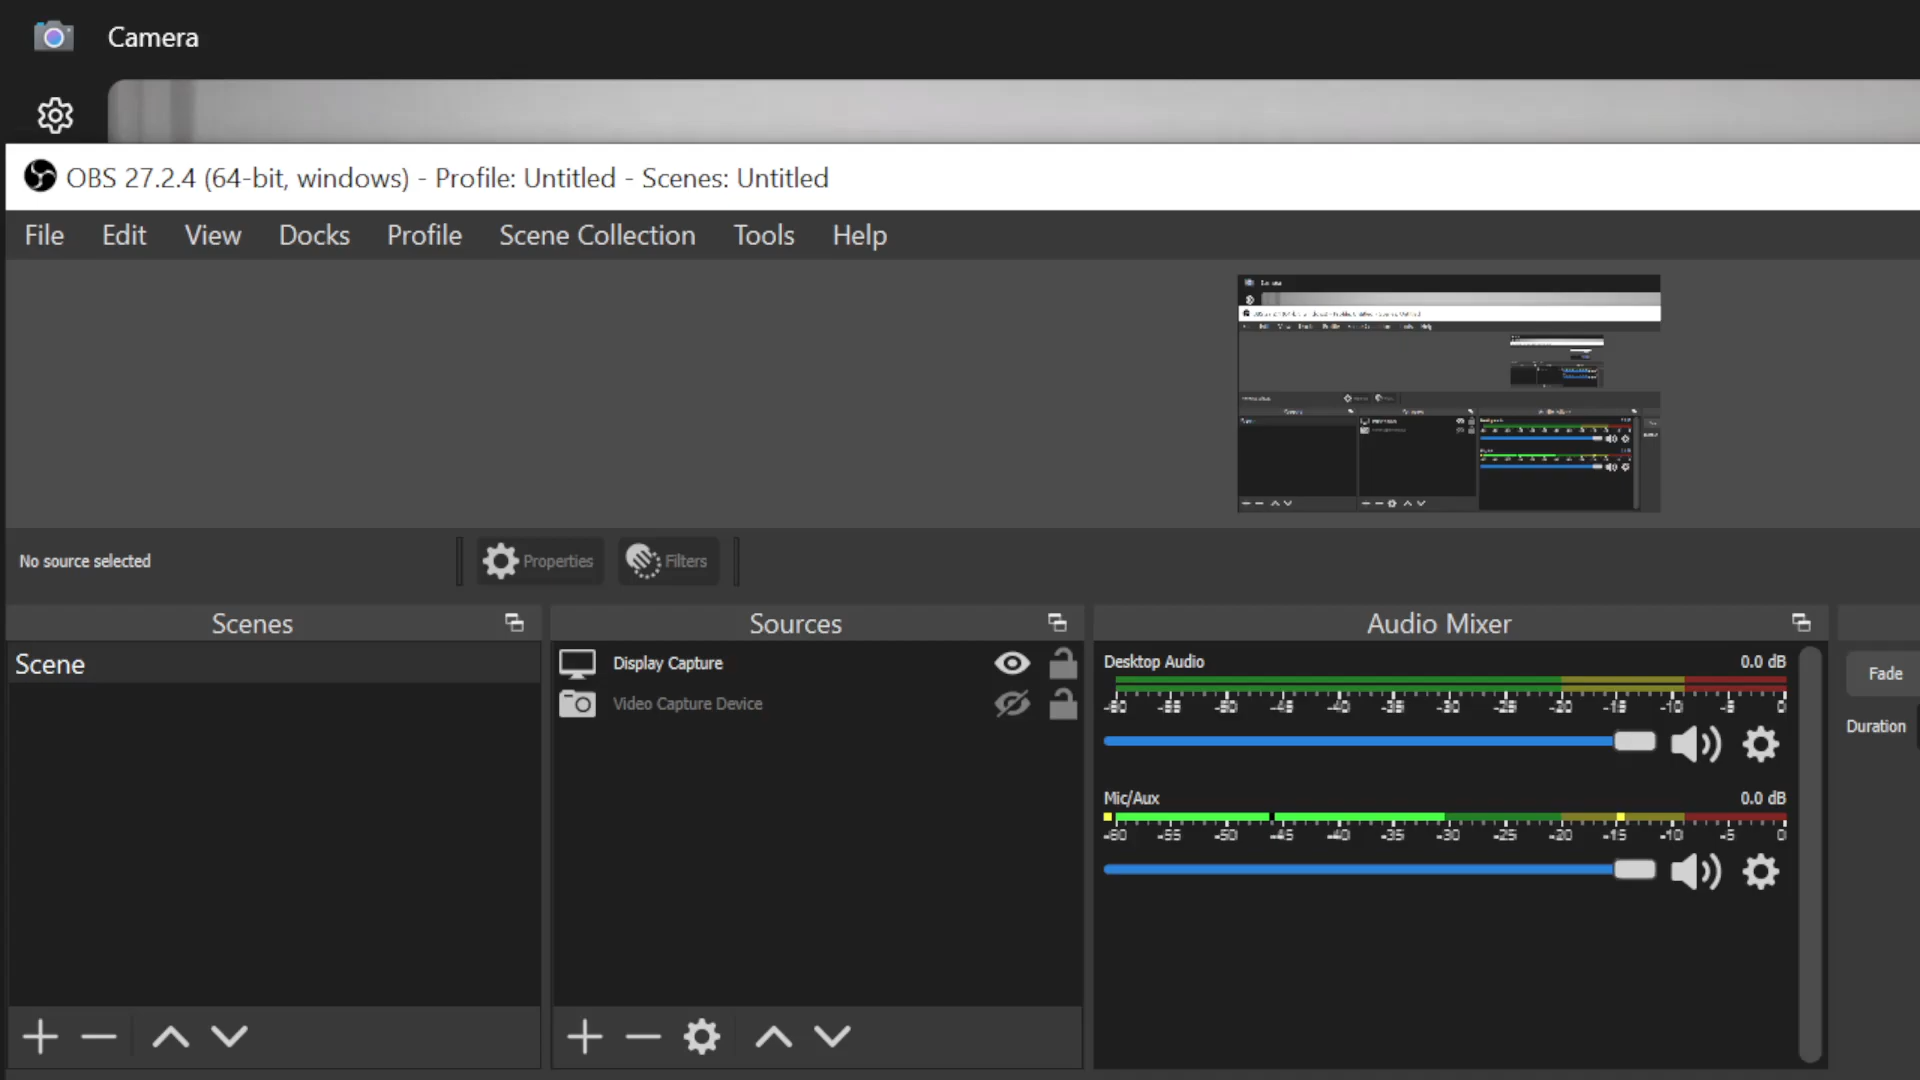 Camera
OBS 27.2.4 (64-bit, windows) - Profile: Untitled - Scenes: Untitled
File Edit View Docks Profile Scene Collection Tools Help
No source selected
Properties
Filters
Scenes
Sources
Audio Mixer
Scene
Display Capture
Video Capture Device
Desktop Audio 0.0 dB
-60 -55 -50 -45 -40 -35 -30 -25 -20 -15 -10 -5 0
Mic/Aux 0.0 dB
-60 -55 -50 -45 -40 -35 -30 -25 -20 -15 -10 -5 0
Fade
Duration